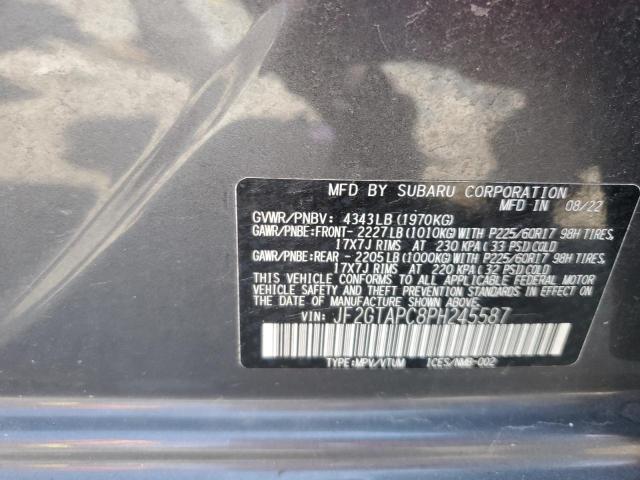 MFD BY SUBARU CORPORATION
MFD IN 08/22
GVWR/PNBV: 4343LB(1970KG)
GAWR/PNBE:FRONT-2227LB(1010KG)WITH P225/60R17 98H TIRES,
17X7J RIMS AT 230 KPA(33 PSI)COLD
GAWR/PNBE:REAR -2205LB(1000KG)WITH P225/60R17 98H TIRES,
17X7J RIMS AT 220 KPA(32 PSI)COLD
THIS VEHICLE CONFORMS TO ALL APPLICABLE FEDERAL MOTOR
VEHICLE SAFETY AND THEFT PREVENTION STANDARDS IN EFFECT
ON THE DATE OF MANUFACTURE SHOWN ABOVE.
VIN: JF2GTAPC8PH245587
TYPE:MPV/VTUM ICES/NMB-002